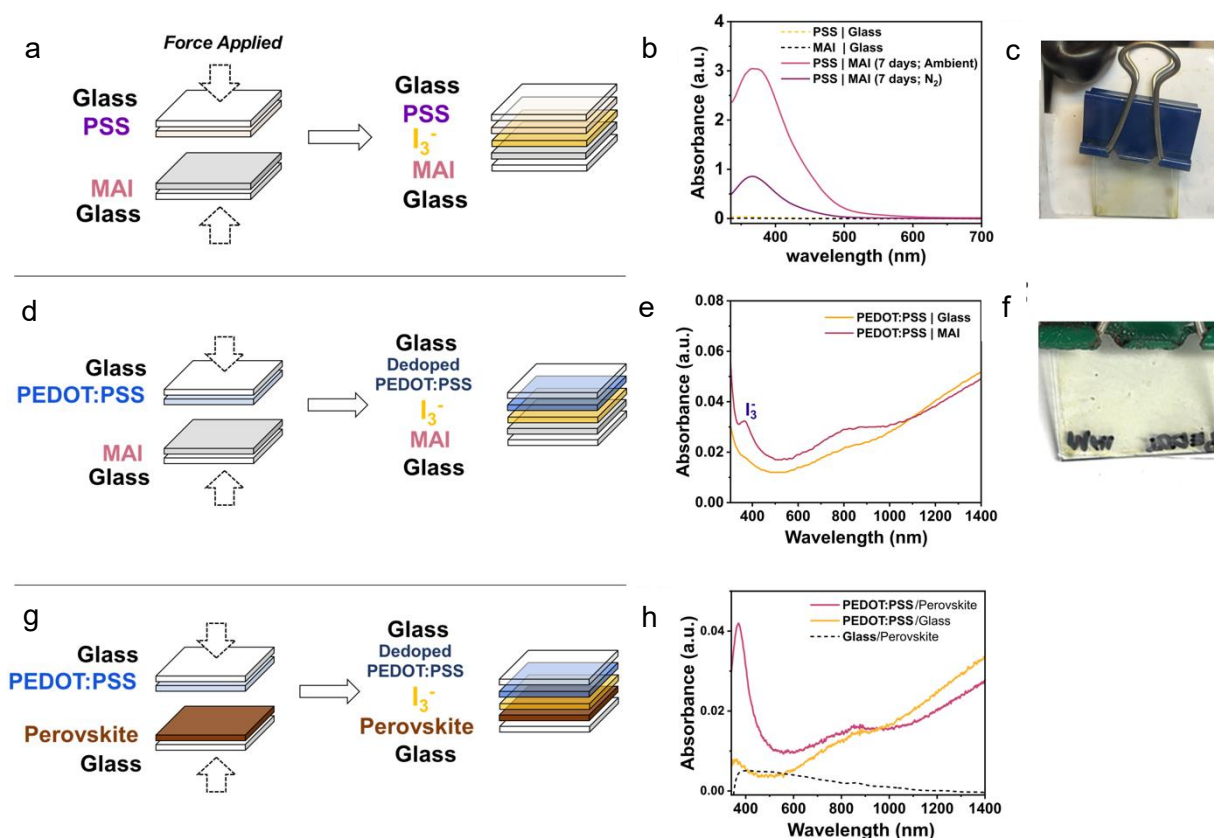 a
Force Applied
Glass
PSS
MAI
Glass
Glass
PSS
I3-
MAI
Glass
b
Absorbance (a.u.)
4
3
2
1
0
PSS | Glass
MAI | Glass
PSS | MAI (7 days; Ambient)
PSS | MAI (7 days; N2)
400 500 600 700
wavelength (nm)
c
d
Glass
PEDOT:PSS
MAI
Glass
Glass
Dedoped
PEDOT:PSS
I3-
MAI
Glass
e
Absorbance (a.u.)
0.08
0.06
0.04
0.02
0.00
PEDOT:PSS | Glass
PEDOT:PSS | MAI
I3-
400 600 800 1000 1200 1400
Wavelength (nm)
f
g
Glass
PEDOT:PSS
Perovskite
Glass
Glass
Dedoped
PEDOT:PSS
I3-
Perovskite
Glass
h
Absorbance (a.u.)
0.04
0.02
0.00
PEDOT:PSS/Perovskite
PEDOT:PSS/Glass
Glass/Perovskite
400 600 800 1000 1200 1400
Wavelength (nm)